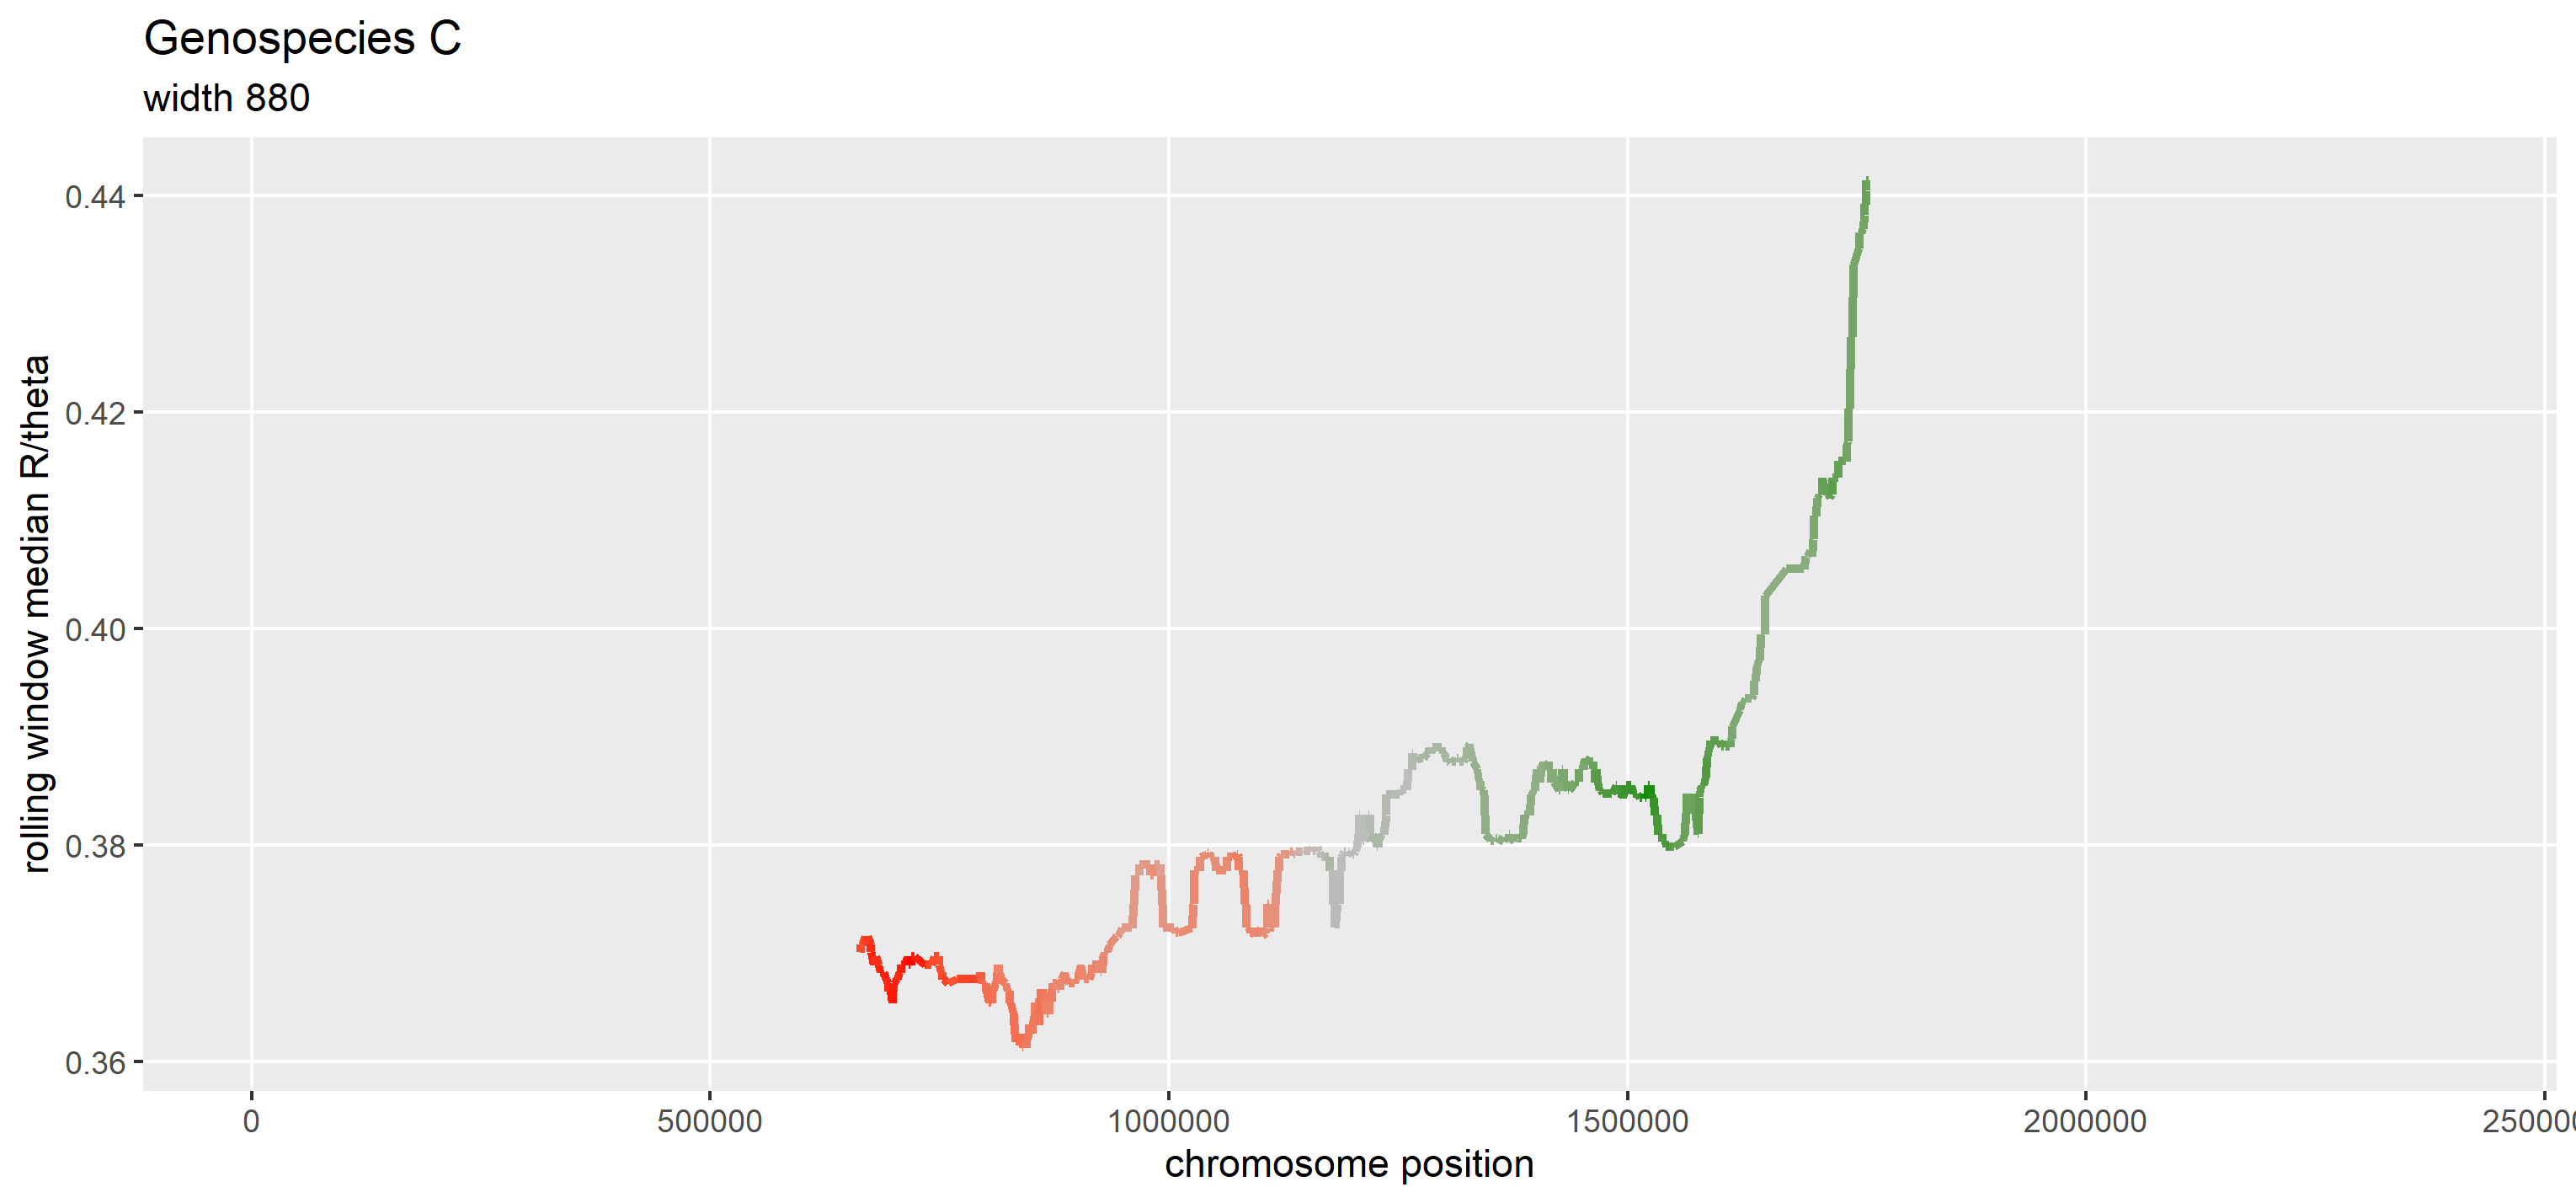 Genospecies C
width 880
rolling window median R/theta
0.44
0.42
0.40
0.38
0.36
0 500000 1000000 1500000 2000000 250000
chromosome position